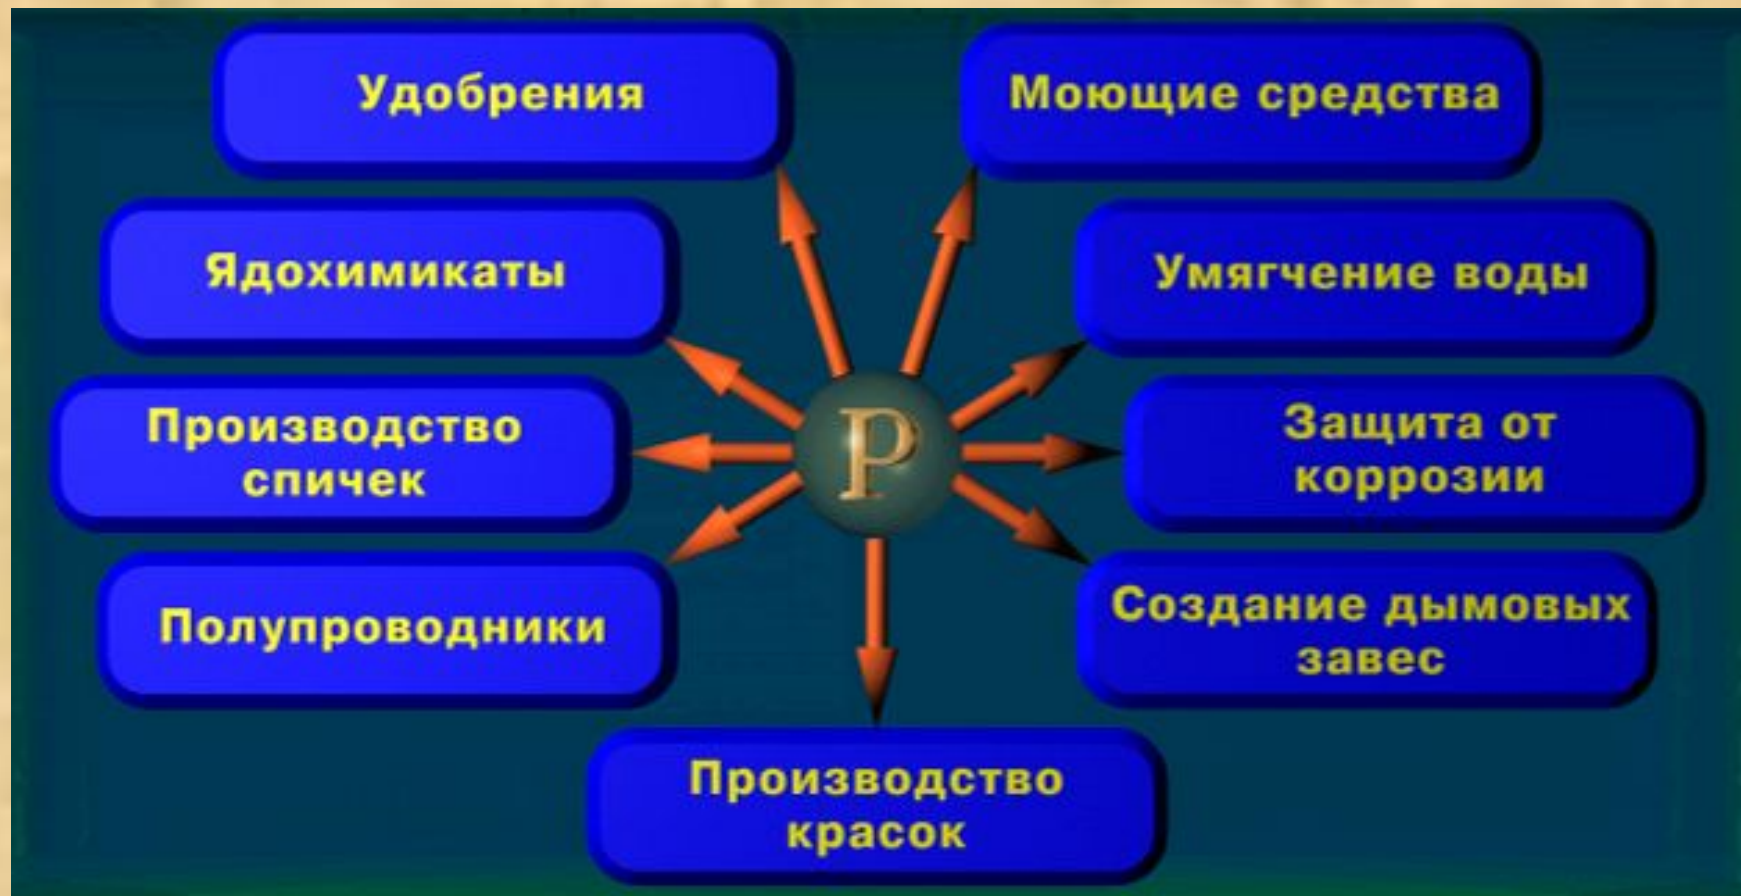 Удобрения
Моющие средства
Ядохимикаты
Умягчение воды
Производство
спичек
P
Защита от
коррозии
Полупроводники
Создание дымовых
завес
Производство
красок